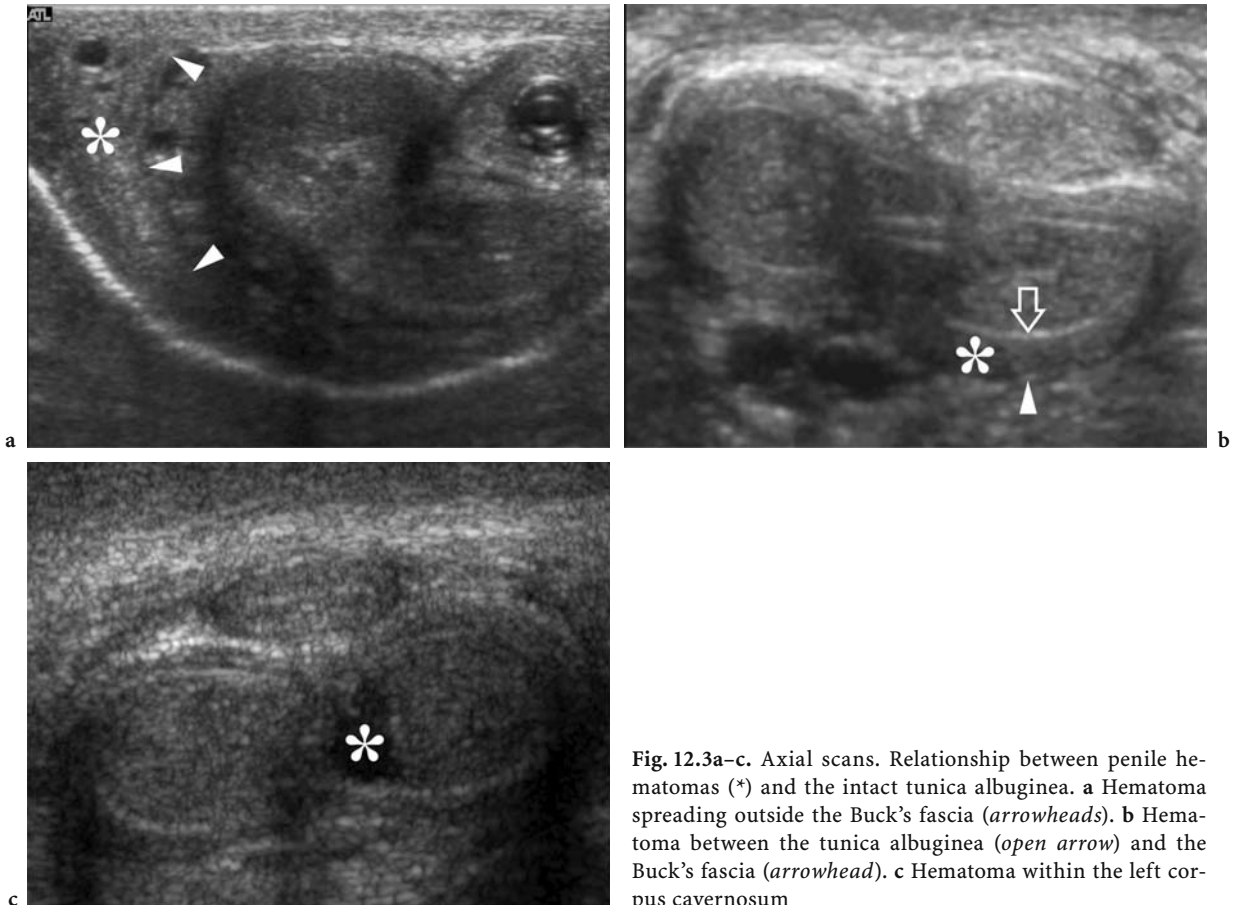 ATL
*
a
*
b
*
c
Fig. 12.3a–c. Axial scans. Relationship between penile he-
matomas (*) and the intact tunica albuginea. a Hematoma
spreading outside the Buck's fascia (arrowheads). b Hema-
toma between the tunica albuginea (open arrow) and the
Buck's fascia (arrowhead). c Hematoma within the left cor-
pus cavernosum